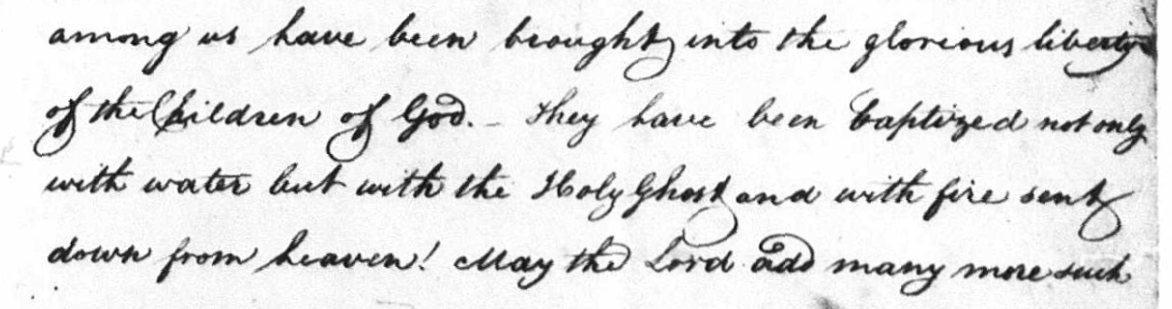 among us have been brought into the glorious liberty
of the Children of God. - They have been baptized not only
with water but with the Holy Ghost and with fire sent
down from heaven! May the Lord add many more such